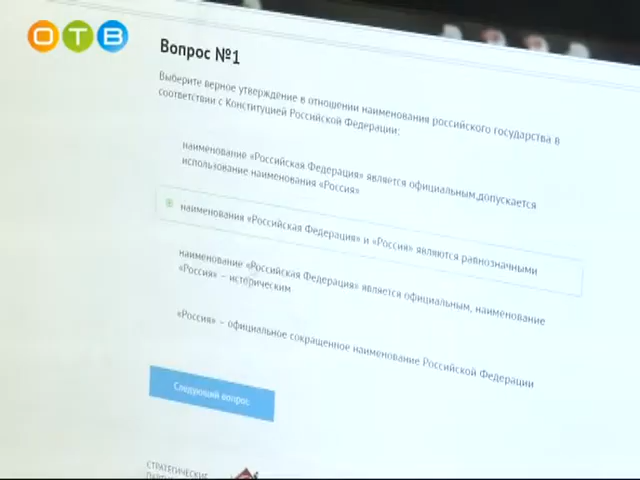 ОТВ
Вопрос №1
Выберите верное утверждение в отношении наименования российского государства в
соответствии с Конституцией Российской Федерации:
наименование «Российская Федерация» является официальным,допускается
использование наименования «Россия»
наименования «Российская Федерация» и «Россия» являются равнозначными
наименование «Российская Федерация» является официальным, наименование
«Россия» – историческим
«Россия» – официальное сокращенное наименование Российской Федерации
Следующий вопрос
СТРАТЕГИЧЕСКИЕ